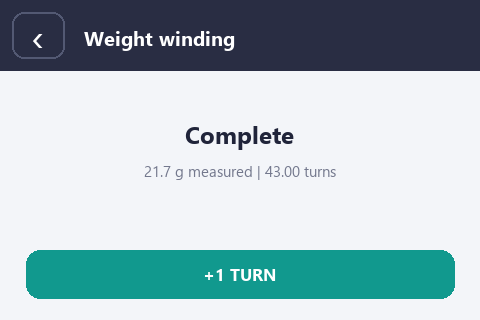 ‹ Weight winding
Complete
21.7 g measured | 43.00 turns
+1 TURN